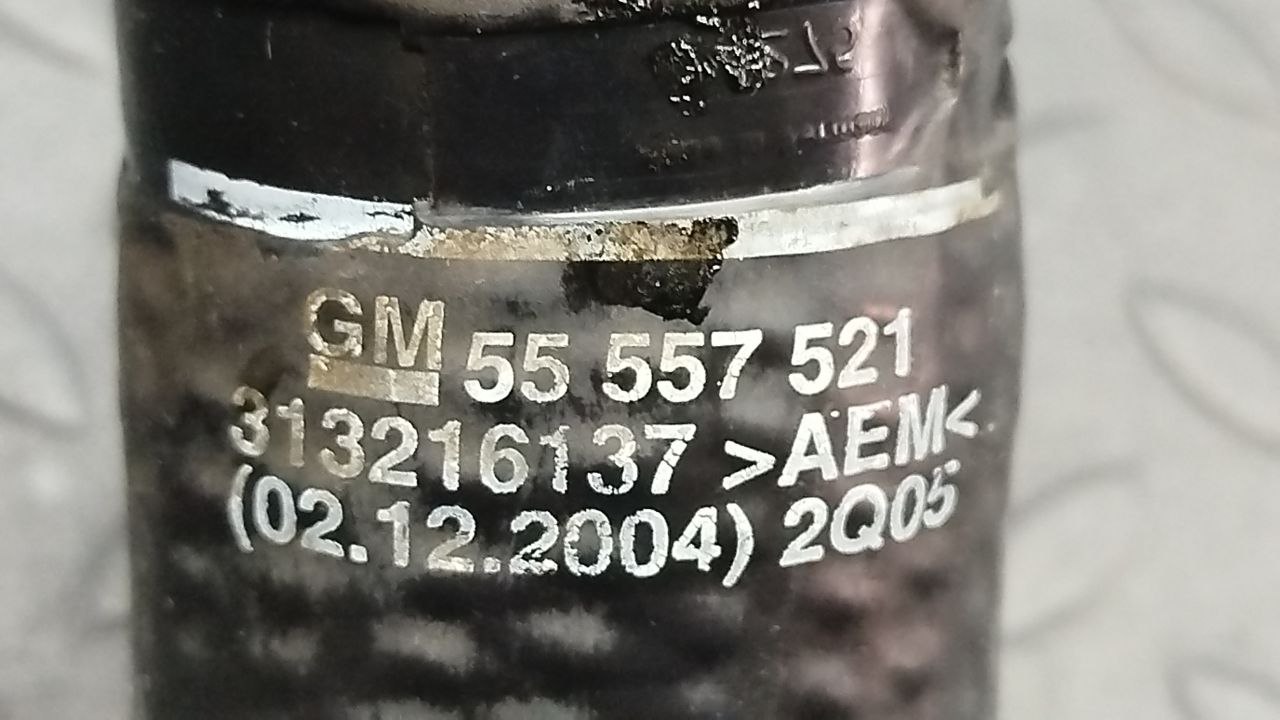 GM 55 557 521
313216137 >AEM<
(02.12.2004) 2Q05